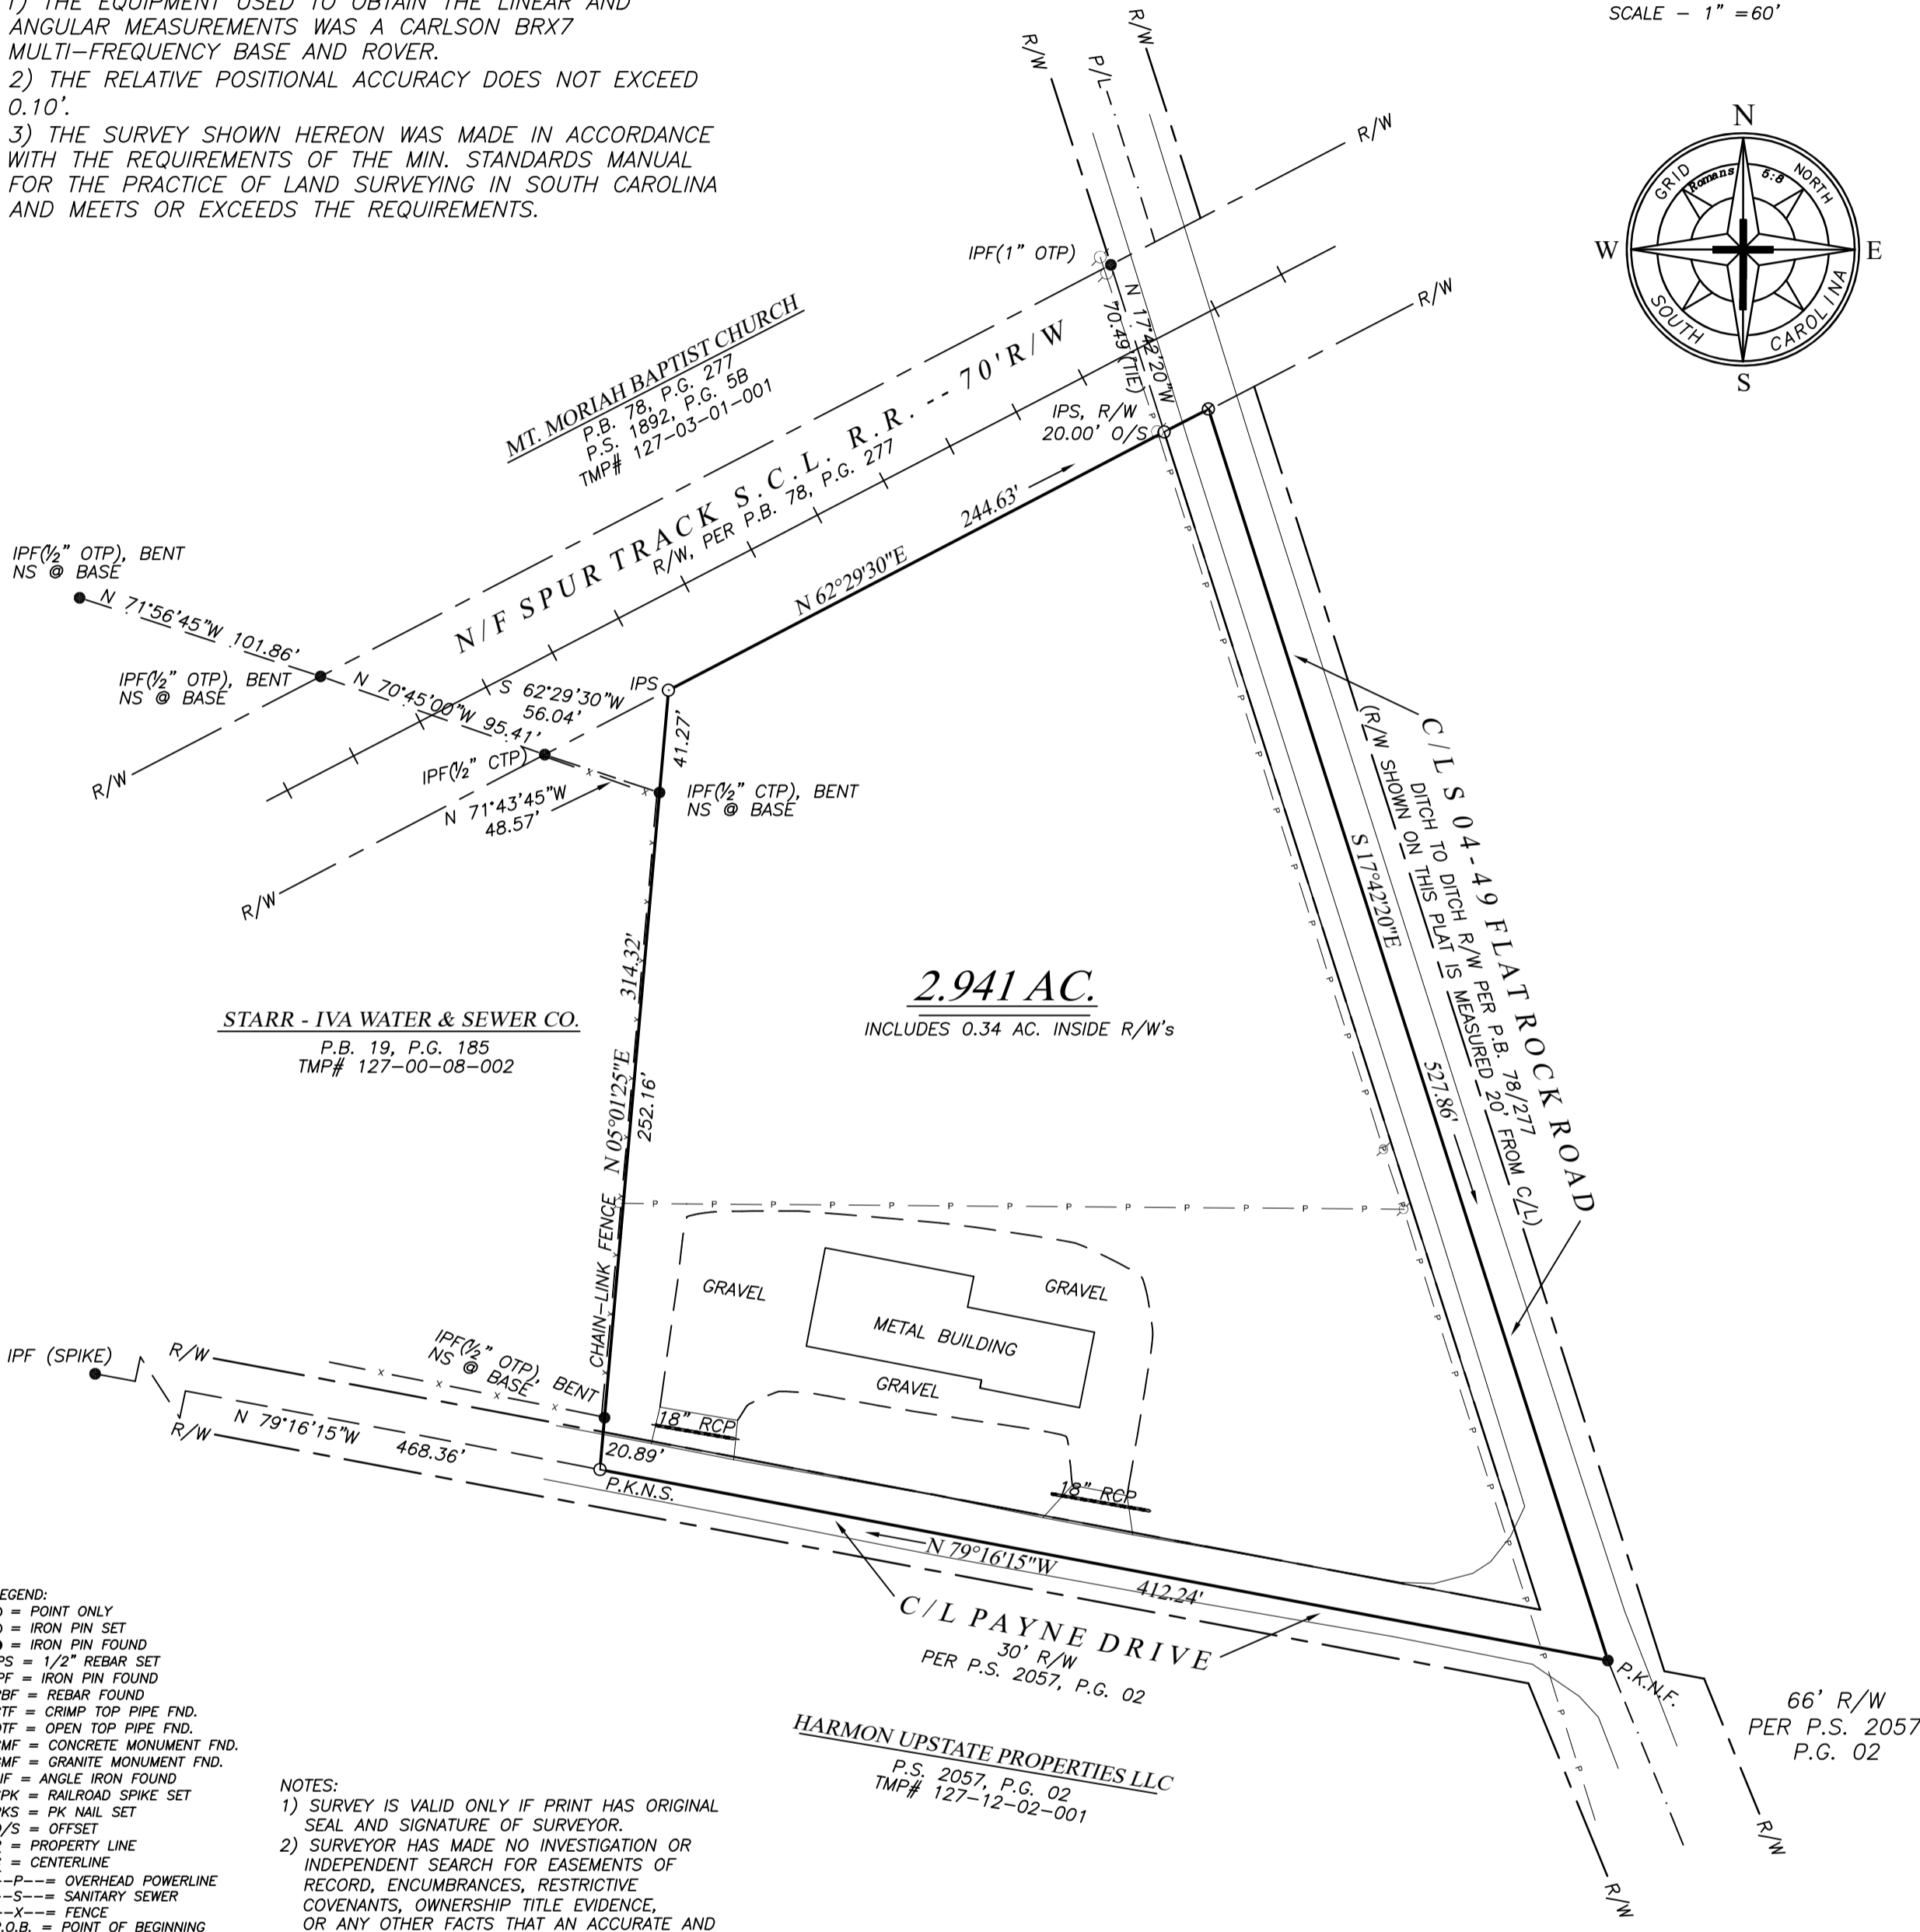 1) THE EQUIPMENT USED TO OBTAIN THE LINEAR AND
ANGULAR MEASUREMENTS WAS A CARLSON BRX7
MULTI-FREQUENCY BASE AND ROVER.
2) THE RELATIVE POSITIONAL ACCURACY DOES NOT EXCEED
0.10'.
3) THE SURVEY SHOWN HEREON WAS MADE IN ACCORDANCE
WITH THE REQUIREMENTS OF THE MIN. STANDARDS MANUAL
FOR THE PRACTICE OF LAND SURVEYING IN SOUTH CAROLINA
AND MEETS OR EXCEEDS THE REQUIREMENTS.
SCALE - 1" =60'
R/W
P/L
R/W
R/W
R/W
N
GRID
NORTH
Romans 5:8
W
E
SOUTH
CAROLINA
S
IPF(1" OTP)
N 17°42'20"W
70.49'(TIE)
IPS, R/W
20.00' O/S
MT. MORIAH BAPTIST CHURCH
P.B. 78, P.G. 277
P.S. 1892, P.G. 5B
TMP# 127-03-01-001
N/F SPUR TRACK S.C.L. R.R. -- 70'R/W
R/W, PER P.B. 78, P.G. 277
244.63'
N 62°29'30"E
IPF(½" OTP), BENT
NS @ BASE
N 71°56'45"W 101.86'
IPF(½" OTP), BENT
NS @ BASE
N 70°45'00"W 95.41'
S 62°29'30"W
56.04'
IPS
41.27'
IPF(½" CTP)
IPF(½" CTP), BENT
NS @ BASE
N 71°43'45"W
48.57'
R/W
R/W
314.32'
N 05°01'25"E
252.16'
CHAIN-LINK FENCE
STARR - IVA WATER & SEWER CO.
P.B. 19, P.G. 185
TMP# 127-00-08-002
2.941 AC.
INCLUDES 0.34 AC. INSIDE R/W's
C/L S 04-49 FLAT ROCK ROAD
DITCH TO DITCH R/W PER P.B. 78/277
(R/W SHOWN ON THIS PLAT IS MEASURED 20' FROM C/L)
S 17°42'20"E
527.86'
GRAVEL
GRAVEL
METAL BUILDING
GRAVEL
18" RCP
18" RCP
IPF (SPIKE)
R/W
R/W
IPF(½" OTP), BENT
NS @ BASE
N 79°16'15"W
468.36'
20.89'
P.K.N.S.
N 79°16'15"W
412.24'
C/L PAYNE DRIVE
30' R/W
PER P.S. 2057, P.G. 02
HARMON UPSTATE PROPERTIES LLC
P.S. 2057, P.G. 02
TMP# 127-12-02-001
P.K.N.F.
66' R/W
PER P.S. 2057
P.G. 02
R/W
R/W
EGEND:
= POINT ONLY
= IRON PIN SET
= IRON PIN FOUND
PS = 1/2" REBAR SET
PF = IRON PIN FOUND
BF = REBAR FOUND
TF = CRIMP TOP PIPE FND.
TF = OPEN TOP PIPE FND.
MF = CONCRETE MONUMENT FND.
MF = GRANITE MONUMENT FND.
IF = ANGLE IRON FOUND
PK = RAILROAD SPIKE SET
KS = PK NAIL SET
/S = OFFSET
= PROPERTY LINE
= CENTERLINE
--P--= OVERHEAD POWERLINE
--S--= SANITARY SEWER
--X--= FENCE
.O.B. = POINT OF BEGINNING
NOTES:
1) SURVEY IS VALID ONLY IF PRINT HAS ORIGINAL
SEAL AND SIGNATURE OF SURVEYOR.
2) SURVEYOR HAS MADE NO INVESTIGATION OR
INDEPENDENT SEARCH FOR EASEMENTS OF
RECORD, ENCUMBRANCES, RESTRICTIVE
COVENANTS, OWNERSHIP TITLE EVIDENCE,
OR ANY OTHER FACTS THAT AN ACCURATE AND